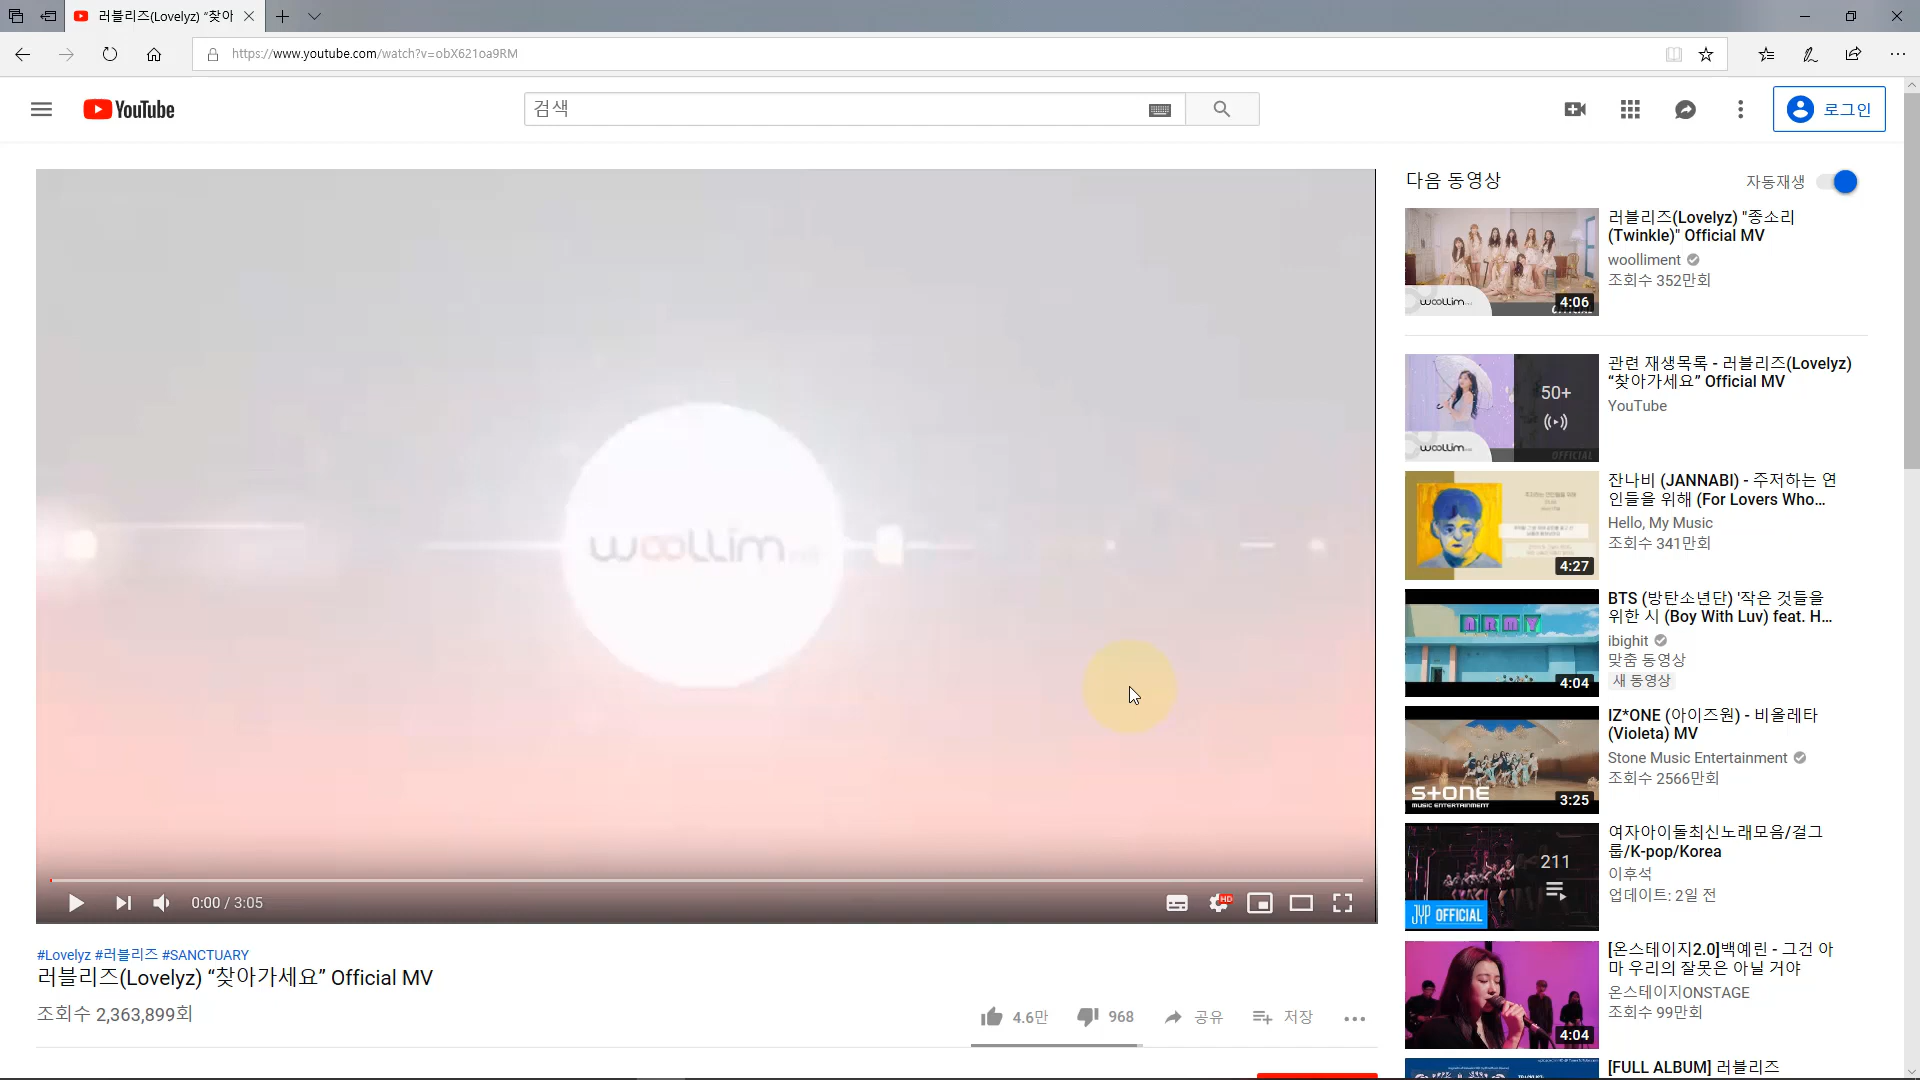 러블리즈(Lovelyz) “찾아
https://www.youtube.com/watch?v=obX621oa9RM
YouTube
검색
로그인
woollim
0:00 / 3:05
HD
#Lovelyz #러블리즈 #SANCTUARY
러블리즈(Lovelyz) “찾아가세요” Official MV
조회수 2,363,899회
4.6만
968
공유
저장
다음 동영상
자동재생
woollim
4:06
러블리즈(Lovelyz) "종소리
(Twinkle)" Official MV
woolliment
조회수 352만회
50+
woollim
OFFICIAL
관련 재생목록 - 러블리즈(Lovelyz)
“찾아가세요” Official MV
YouTube
4:27
잔나비 (JANNABI) - 주저하는 연
인들을 위해 (For Lovers Who...
Hello, My Music
조회수 341만회
ARMY
4:04
BTS (방탄소년단) '작은 것들을
위한 시 (Boy With Luv) feat. H...
ibighit
맞춤 동영상
새 동영상
STONE
MUSIC ENTERTAINMENT
3:25
IZ*ONE (아이즈원) - 비올레타
(Violeta) MV
Stone Music Entertainment
조회수 2566만회
211
JYP OFFICIAL
여자아이돌최신노래모음/걸그
룹/K-pop/Korea
이후석
업데이트: 2일 전
4:04
[온스테이지2.0]백예린 - 그건 아
마 우리의 잘못은 아닐 거야
온스테이지ONSTAGE
조회수 99만회
[FULL ALBUM] 러블리즈